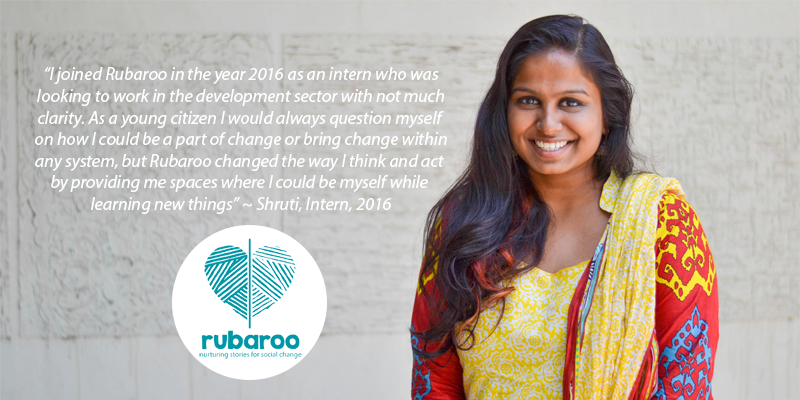 “I joined Rubaroo in the year 2016 as an intern who was
looking to work in the development sector with not much
clarity. As a young citizen I would always question myself
on how I could be a part of change or bring change within
any system, but Rubaroo changed the way I think and act
by providing me spaces where I could be myself while
learning new things” ~ Shruti, Intern, 2016
rubaroo
nurturing stories for social change